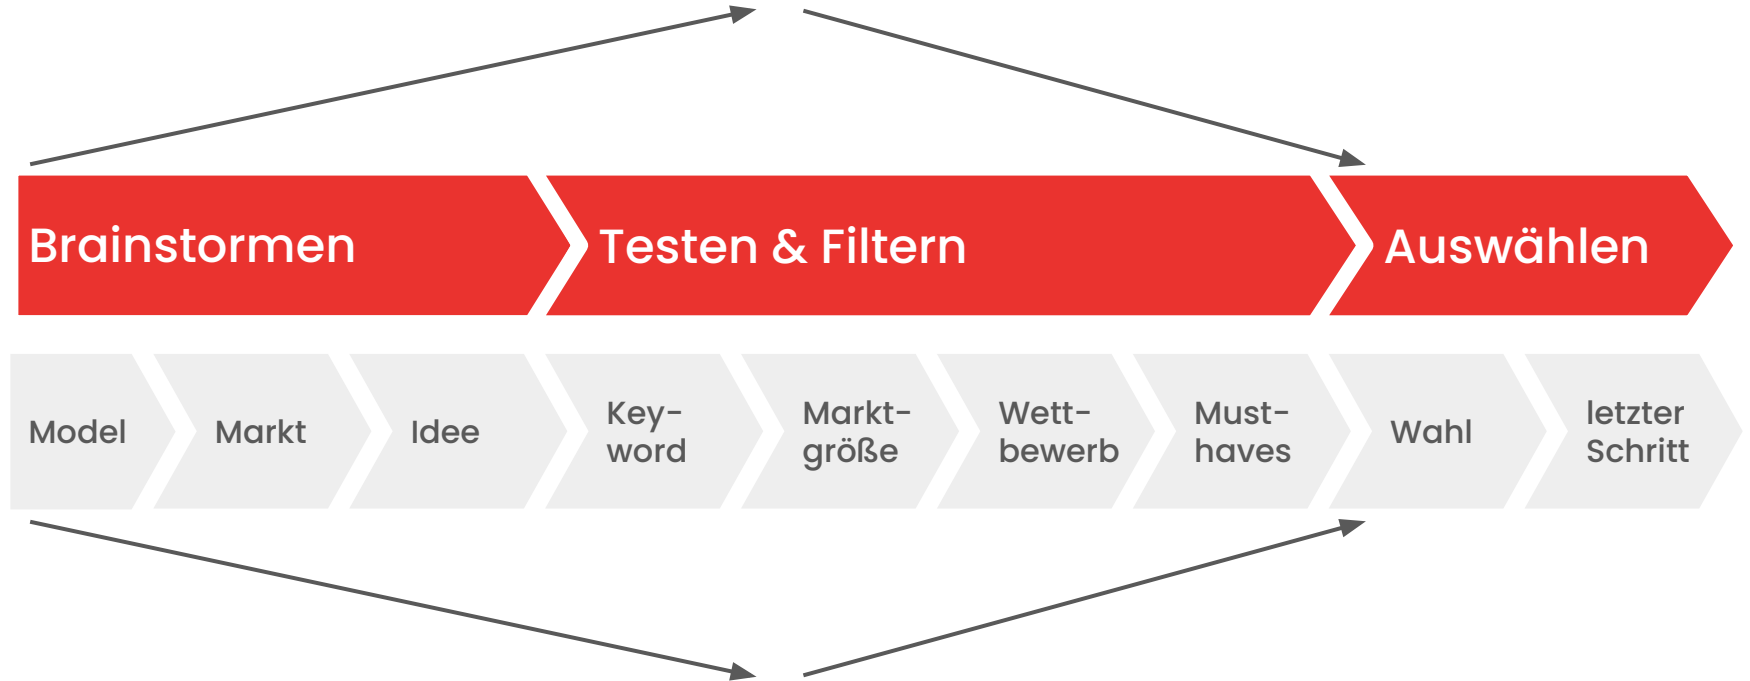 Brainstormen
Testen & Filtern
Auswählen
Model
Markt
Idee
Key-
word
Markt-
größe
Wett-
bewerb
Must-
haves
Wahl
letzter
Schritt